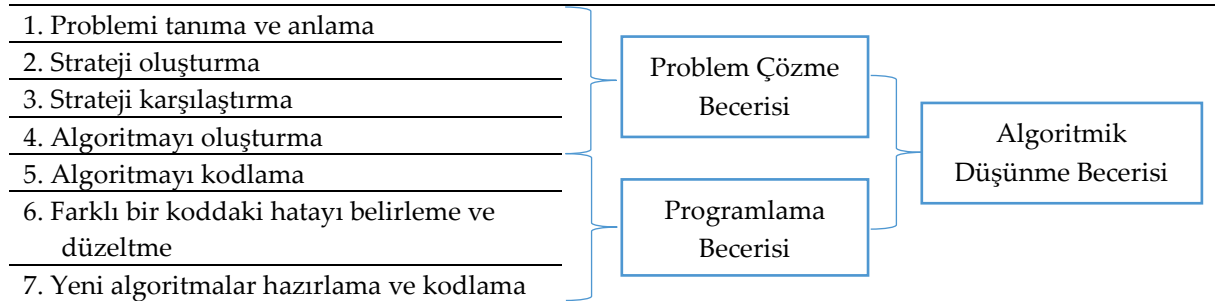 1. Problemi tanıma ve anlama
2. Strateji oluşturma
3. Strateji karşılaştırma
4. Algoritmayı oluşturma
5. Algoritmayı kodlama
6. Farklı bir koddaki hatayı belirleme ve
düzeltme
7. Yeni algoritmalar hazırlama ve kodlama
Problem Çözme
Becerisi
Programlama
Becerisi
Algoritmik
Düşünme Becerisi